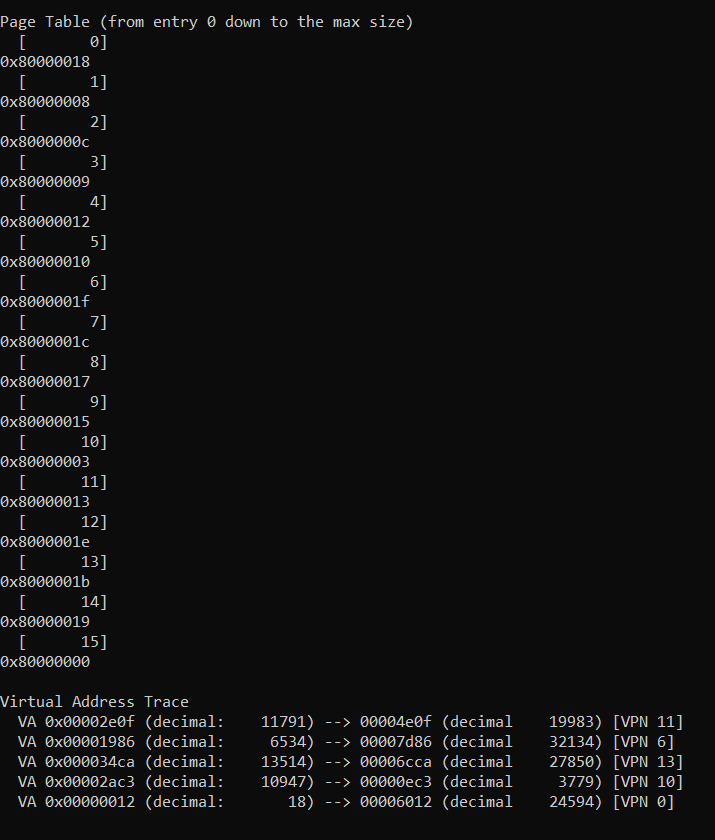 Page Table (from entry 0 down to the max size)
  [       0]
0x80000018
  [       1]
0x80000008
  [       2]
0x8000000c
  [       3]
0x80000009
  [       4]
0x80000012
  [       5]
0x80000010
  [       6]
0x8000001f
  [       7]
0x8000001c
  [       8]
0x80000017
  [       9]
0x80000015
  [      10]
0x80000003
  [      11]
0x80000013
  [      12]
0x8000001e
  [      13]
0x8000001b
  [      14]
0x80000019
  [      15]
0x80000000

Virtual Address Trace
  VA 0x00002e0f (decimal:    11791) --> 00004e0f (decimal    19983) [VPN 11]
  VA 0x00001986 (decimal:     6534) --> 00007d86 (decimal    32134) [VPN 6]
  VA 0x000034ca (decimal:    13514) --> 00006cca (decimal    27850) [VPN 13]
  VA 0x00002ac3 (decimal:    10947) --> 00000ec3 (decimal     3779) [VPN 10]
  VA 0x00000012 (decimal:       18) --> 00006012 (decimal    24594) [VPN 0]